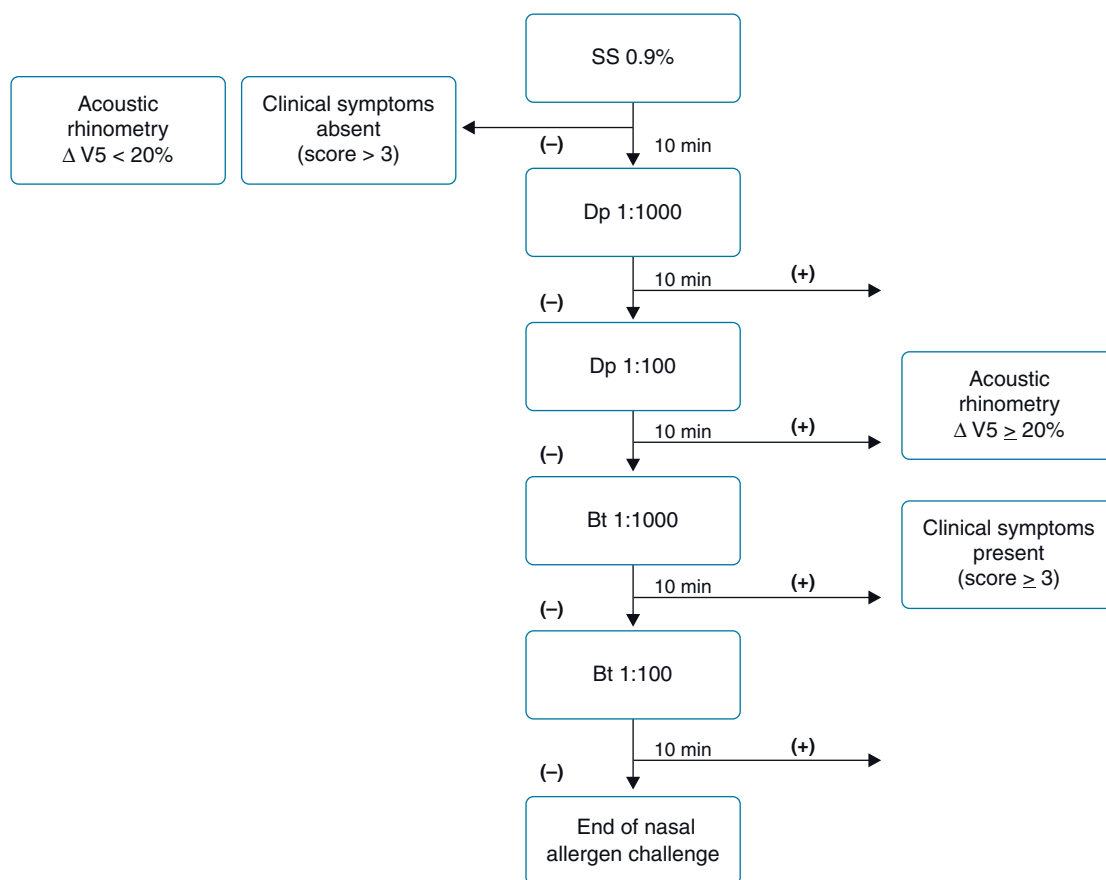 SS 0.9%
Acoustic
rhinometry
Δ V5 < 20%
Clinical symptoms
absent
(score > 3)
(–)
10 min
Dp 1:1000
10 min
(+)
(–)
Dp 1:100
10 min
(+)
(–)
Acoustic
rhinometry
Δ V5 ≥ 20%
Bt 1:1000
10 min
(+)
(–)
Clinical symptoms
present
(score ≥ 3)
Bt 1:100
10 min
(+)
(–)
End of nasal
allergen challenge